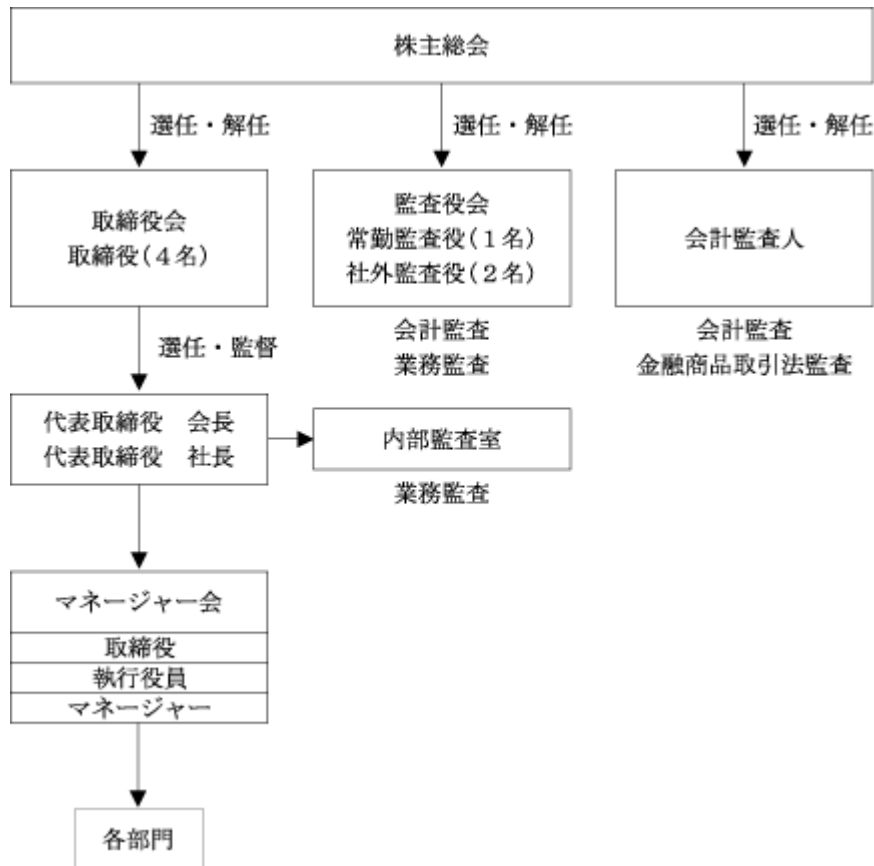 株主総会
選任・解任
選任・解任
選任・解任
取締役会
取締役(4名)
監査役会
常勤監査役(1名)
社外監査役(2名)
会計監査人
会計監査
業務監査
会計監査
金融商品取引法監査
選任・監督
代表取締役　会長
代表取締役　社長
内部監査室
業務監査
マネージャー会
取締役
執行役員
マネージャー
各部門